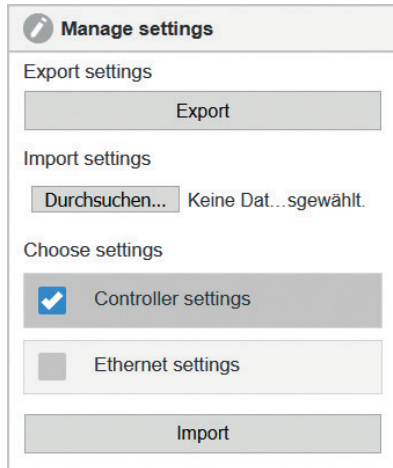 Manage settings
Export settings
Export
Import settings
Durchsuchen... Keine Dat...sgewählt.
Choose settings
Controller settings
Ethernet settings
Import